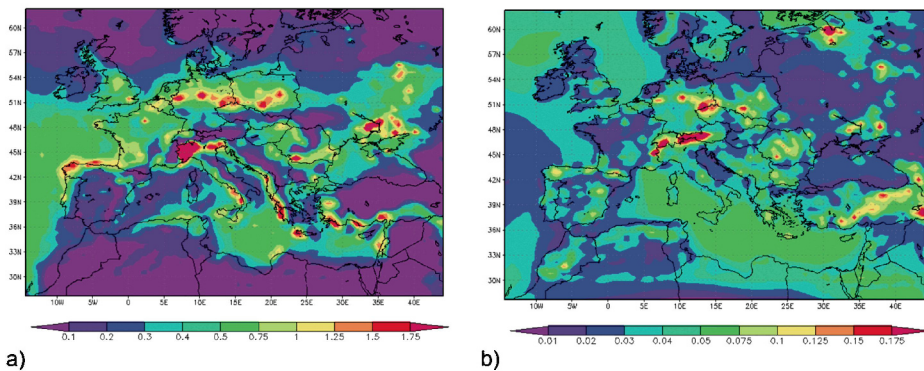 60N
57N
54N
51N
48N
45N
42N
39N
36N
33N
30N
10W 5W 0 5E 10E 15E 20E 25E 30E 35E 40E
0.1 0.2 0.3 0.4 0.5 0.75 1 1.25 1.5 1.75
a)
60N
57N
54N
51N
48N
45N
42N
39N
36N
33N
30N
10W 5W 0 5E 10E 15E 20E 25E 30E 35E 40E
0.01 0.02 0.03 0.04 0.05 0.075 0.1 0.125 0.15 0.175
b)